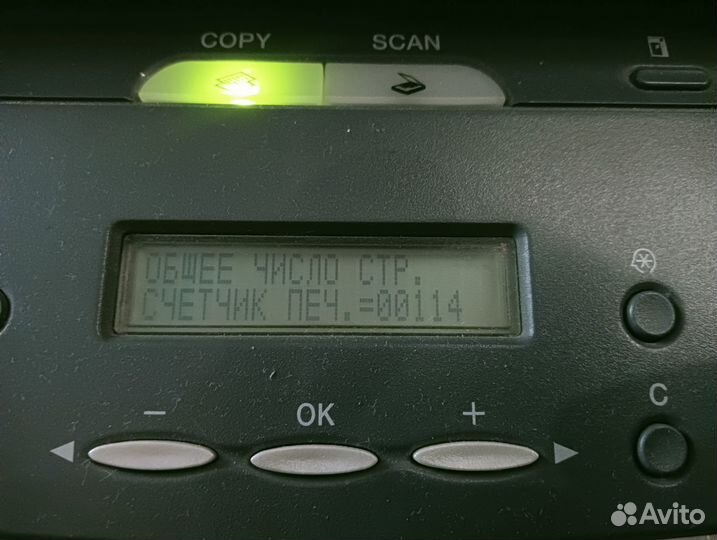 COPY SCAN
ОБЩЕЕ ЧИСЛО СТР.
СЧЕТЧИК ПЕЧ.=00114
- OK +
C
Avito